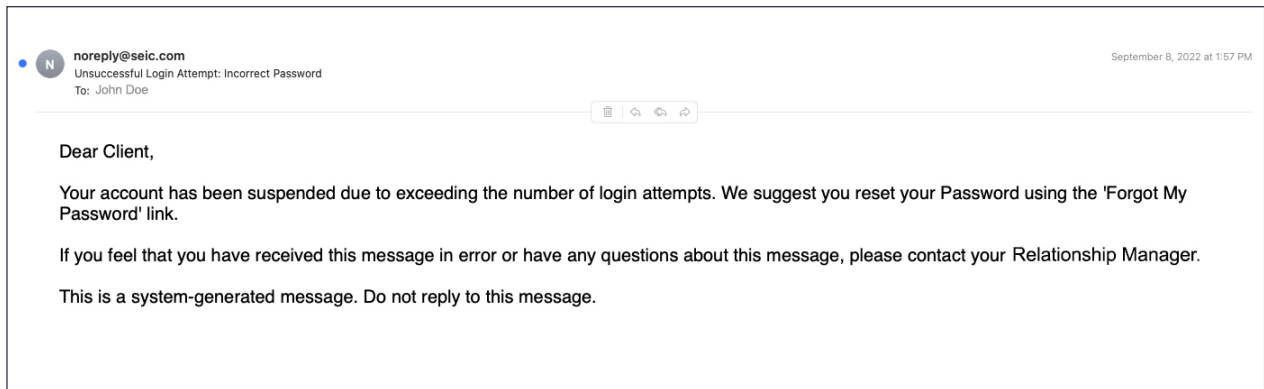 N
noreply@seic.com
September 8, 2022 at 1:57 PM
Unsuccessful Login Attempt: Incorrect Password
To: John Doe
Dear Client,
Your account has been suspended due to exceeding the number of login attempts. We suggest you reset your Password using the 'Forgot My
Password' link.
If you feel that you have received this message in error or have any questions about this message, please contact your Relationship Manager.
This is a system-generated message. Do not reply to this message.